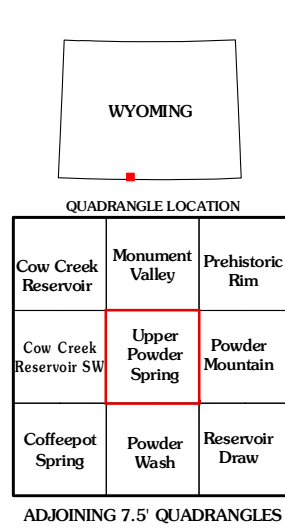 WYOMING
QUADRANGLE LOCATION
Cow Creek
Reservoir
Monument
Valley
Prehistoric
Rim
Cow Creek
Reservoir SW
Upper
Powder
Spring
Powder
Mountain
Coffeepot
Spring
Powder
Wash
Reservoir
Draw
ADJOINING 7.5' QUADRANGLES